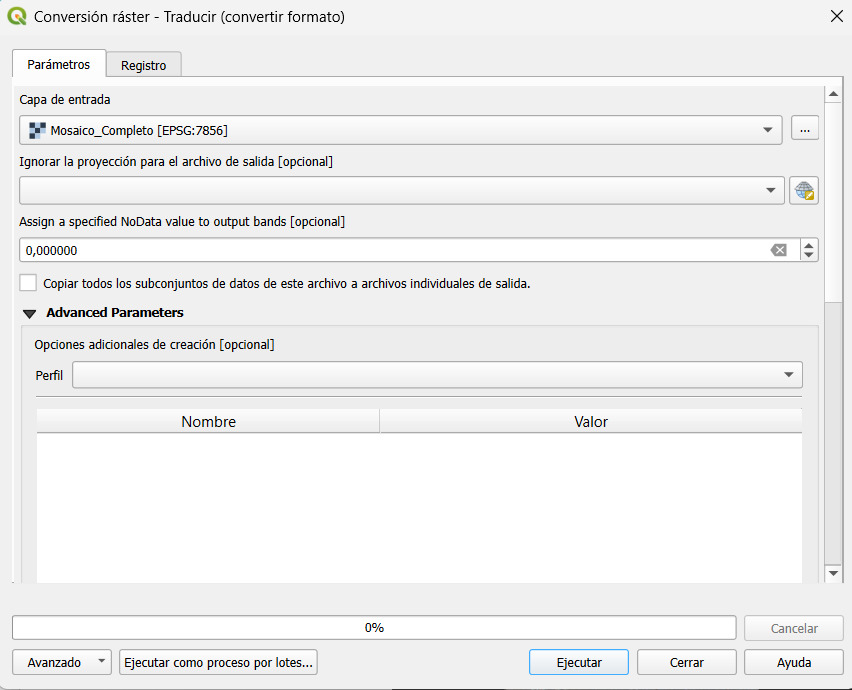 Conversión ráster - Traducir (convertir formato)
Parámetros
Registro
Capa de entrada
Mosaico_Completo [EPSG:7856]
...
Ignorar la proyección para el archivo de salida [opcional]
Assign a specified NoData value to output bands [opcional]
0,000000
Copiar todos los subconjuntos de datos de este archivo a archivos individuales de salida.
Advanced Parameters
Opciones adicionales de creación [opcional]
Perfil
Nombre Valor
0%
Cancelar
Avanzado
Ejecutar como proceso por lotes...
Ejecutar
Cerrar
Ayuda